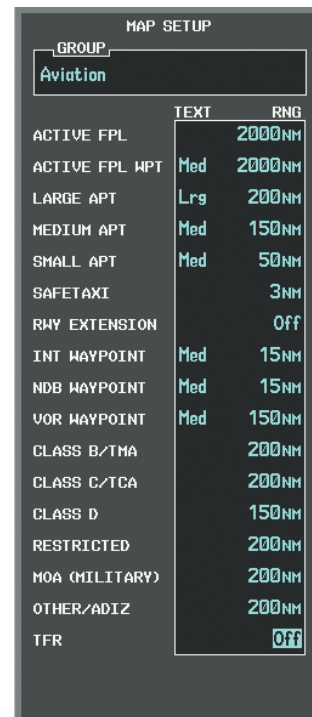 MAP SETUP
GROUP
Aviation
TEXT RNG
ACTIVE FPL 2000NM
ACTIVE FPL WPT Med 2000NM
LARGE APT Lrg 200NM
MEDIUM APT Med 150NM
SMALL APT Med 50NM
SAFETAXI 3NM
RWY EXTENSION Off
INT WAYPOINT Med 15NM
NDB WAYPOINT Med 15NM
VOR WAYPOINT Med 150NM
CLASS B/TMA 200NM
CLASS C/TCA 200NM
CLASS D 150NM
RESTRICTED 200NM
MOA (MILITARY) 200NM
OTHER/ADIZ 200NM
TFR Off